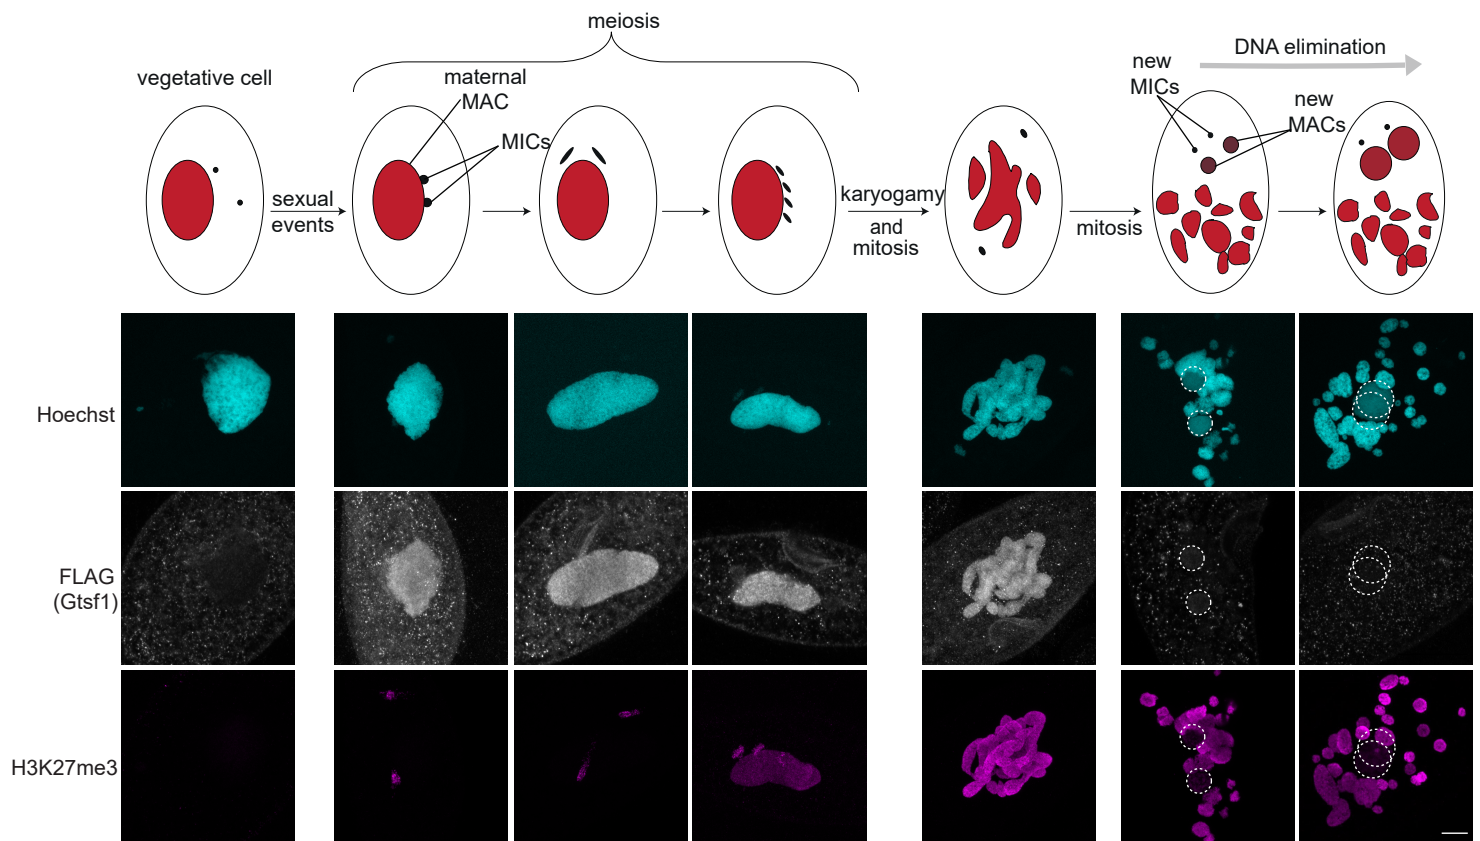 meiosis
DNA elimination
vegetative cell
maternal
MAC
MICs
new
MICs
new
MACs
sexual
events
karyogamy
and
mitosis
mitosis
Hoechst
FLAG
(Gtsf1)
H3K27me3